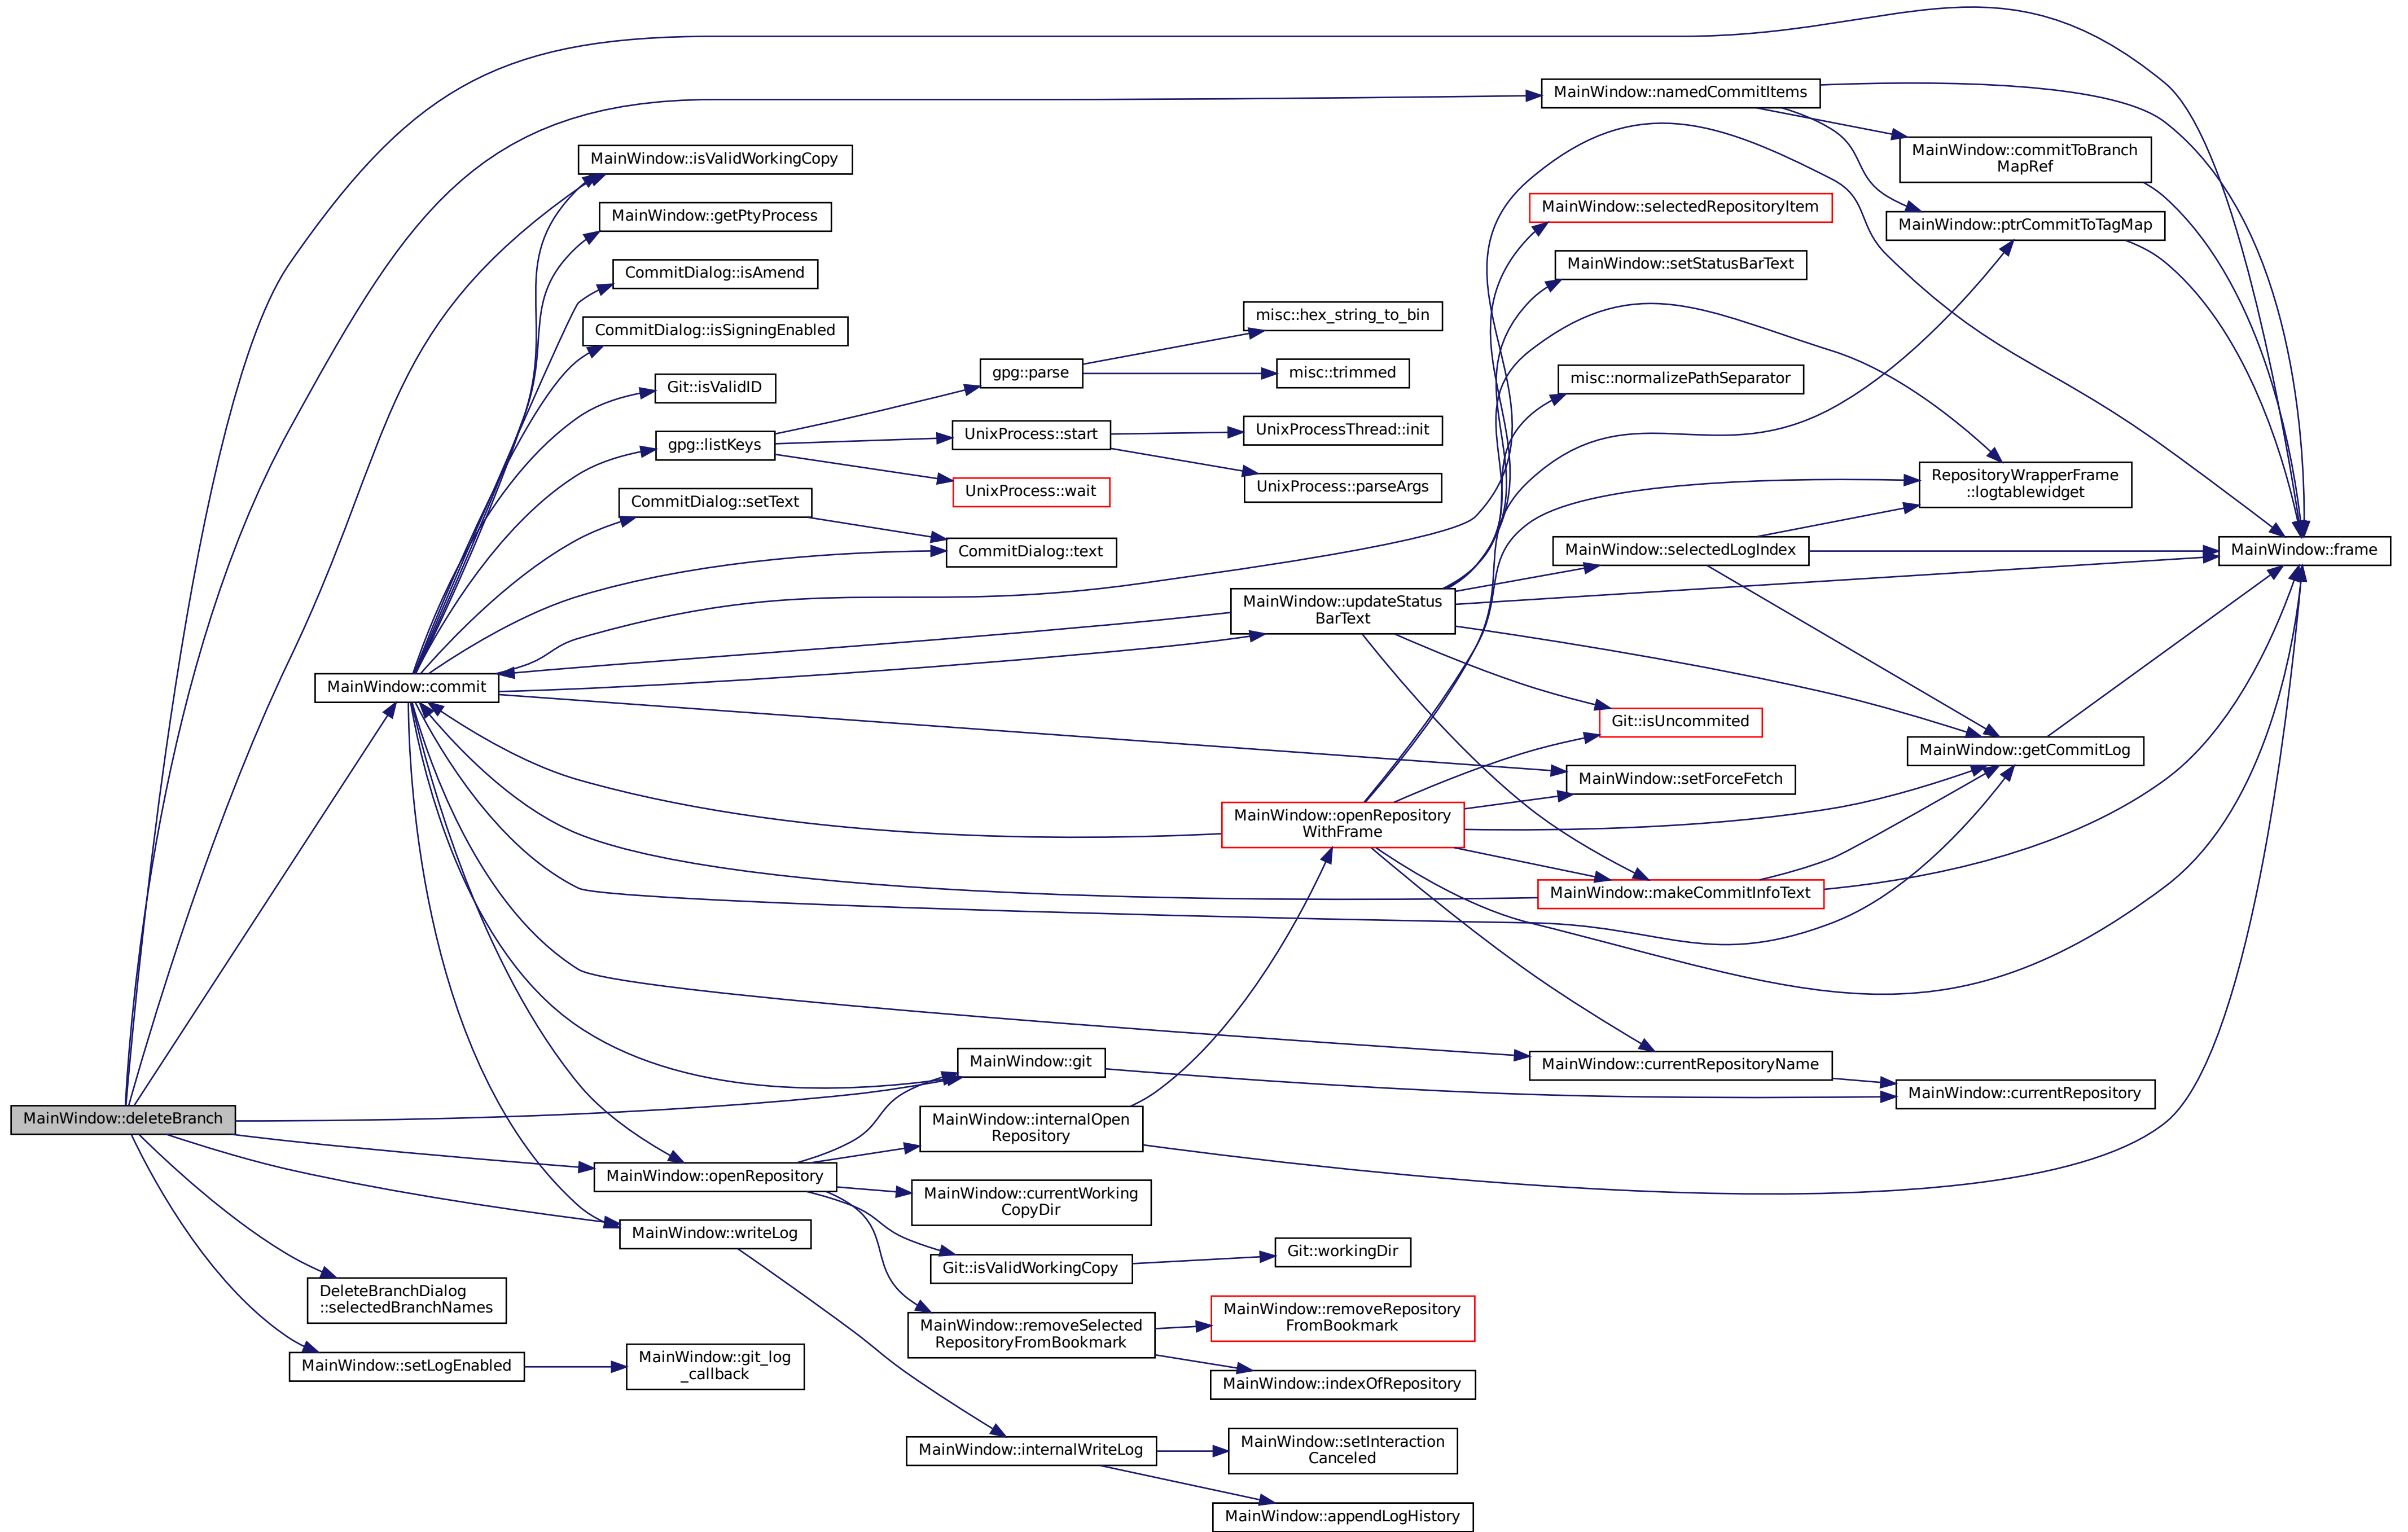 MainWindow::namedCommitItems
MainWindow::commitToBranch
MapRef
MainWindow::isValidWorkingCopy
MainWindow::selectedRepositoryItem
MainWindow::getPtyProcess
MainWindow::ptrCommitToTagMap
MainWindow::setStatusBarText
CommitDialog::isAmend
misc::hex_string_to_bin
CommitDialog::isSigningEnabled
gpg::parse
misc::trimmed
misc::normalizePathSeparator
Git::isValidID
gpg::listKeys
UnixProcess::start
UnixProcessThread::init
RepositoryWrapperFrame
::logtablewidget
UnixProcess::wait
UnixProcess::parseArgs
CommitDialog::setText
CommitDialog::text
MainWindow::selectedLogIndex
MainWindow::frame
MainWindow::updateStatus
BarText
MainWindow::commit
Git::isUncommited
MainWindow::getCommitLog
MainWindow::setForceFetch
MainWindow::openRepository
WithFrame
MainWindow::makeCommitInfoText
MainWindow::git
MainWindow::currentRepositoryName
MainWindow::currentRepository
MainWindow::deleteBranch
MainWindow::internalOpen
Repository
MainWindow::openRepository
MainWindow::currentWorking
CopyDir
MainWindow::writeLog
Git::isValidWorkingCopy
Git::workingDir
DeleteBranchDialog
::selectedBranchNames
MainWindow::removeSelected
RepositoryFromBookmark
MainWindow::removeRepository
FromBookmark
MainWindow::setLogEnabled
MainWindow::git_log
_callback
MainWindow::indexOfRepository
MainWindow::internalWriteLog
MainWindow::setInteraction
Canceled
MainWindow::appendLogHistory